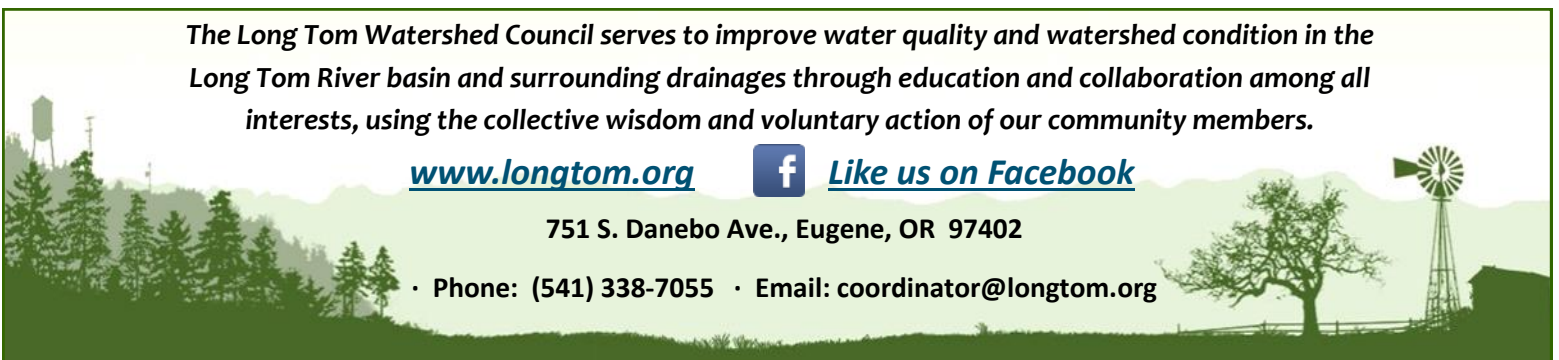 The Long Tom Watershed Council serves to improve water quality and watershed condition in the
Long Tom River basin and surrounding drainages through education and collaboration among all
interests, using the collective wisdom and voluntary action of our community members.
www.longtom.org f Like us on Facebook
751 S. Danebo Ave., Eugene, OR 97402
· Phone: (541) 338-7055 · Email: coordinator@longtom.org